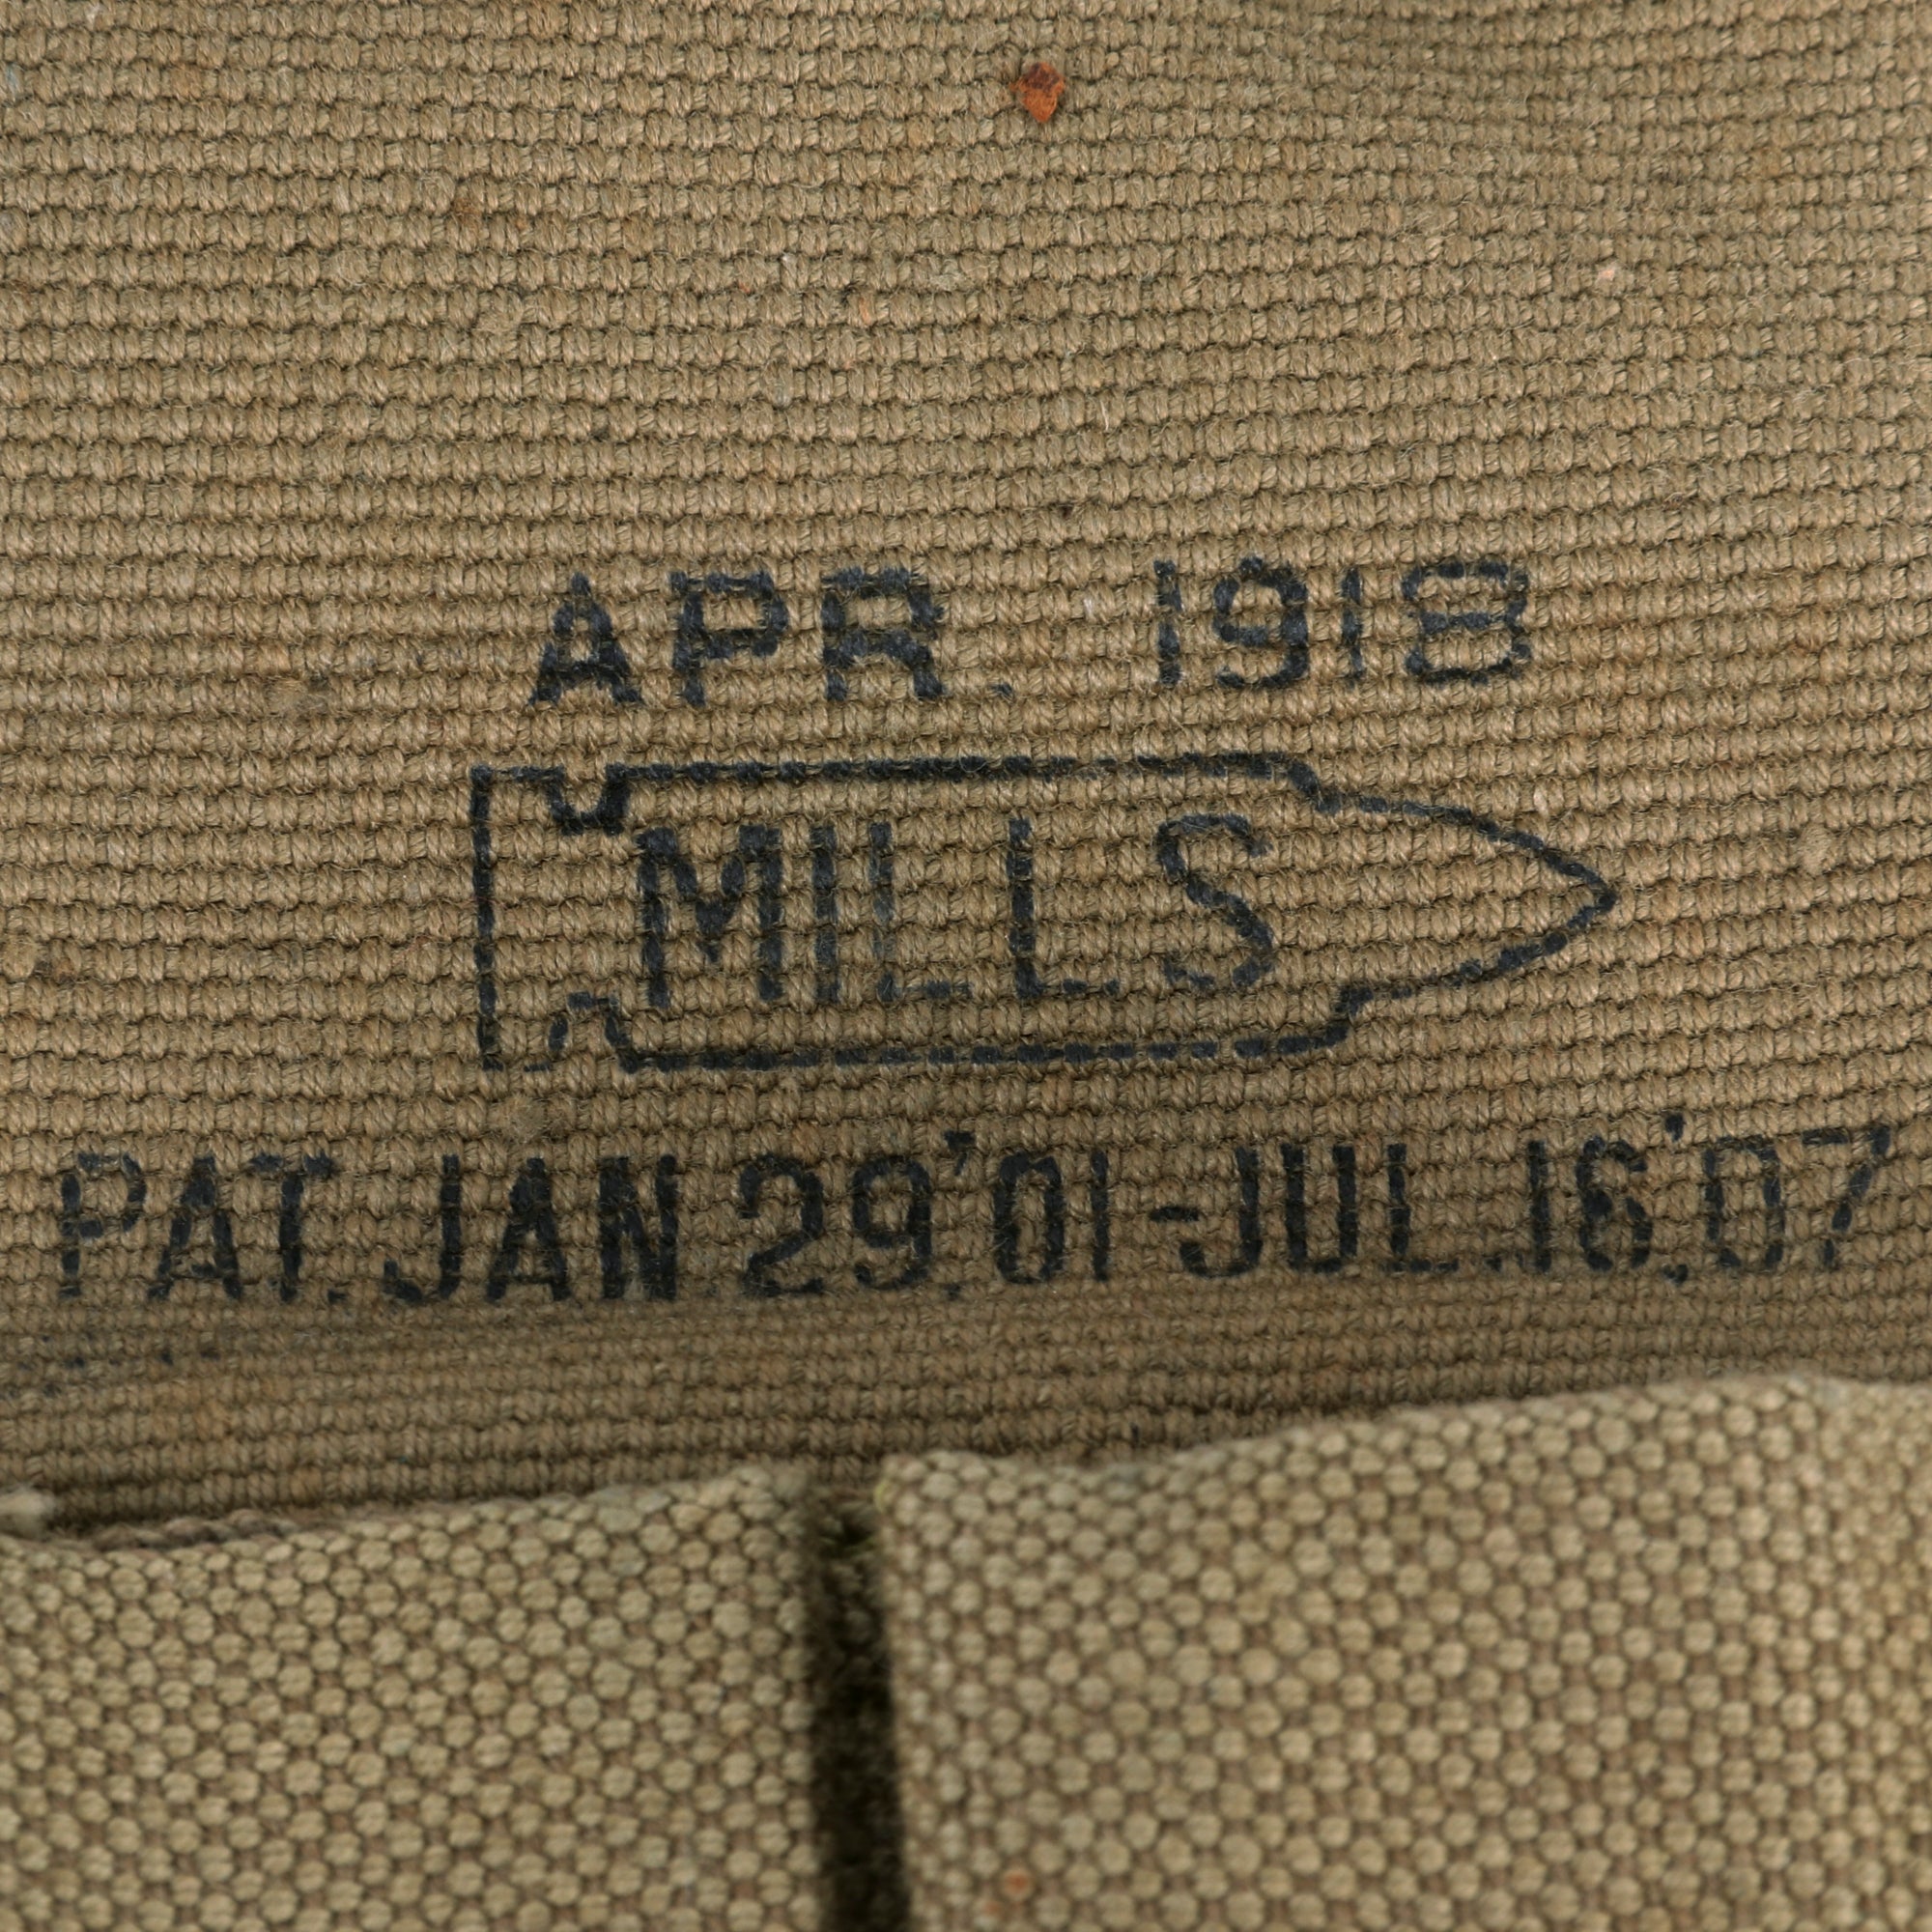 APR. 1918
MILLS
PAT. JAN 29,'01-JUL.16,'07